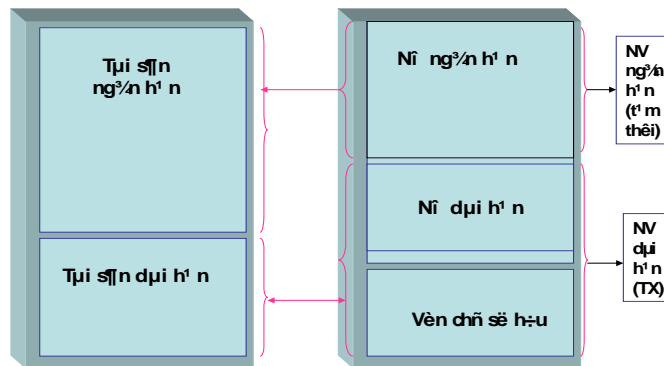 Tµi s¶n
ng¾n h¹n
Tµi s¶n dµi h¹n
Nî ng¾n h¹n
Nî dµi h¹n
Vèn chñ së h÷u
NV
ng¾n
h¹n
(t¹m
thêi)
NV
dµi
h¹n
(TX)